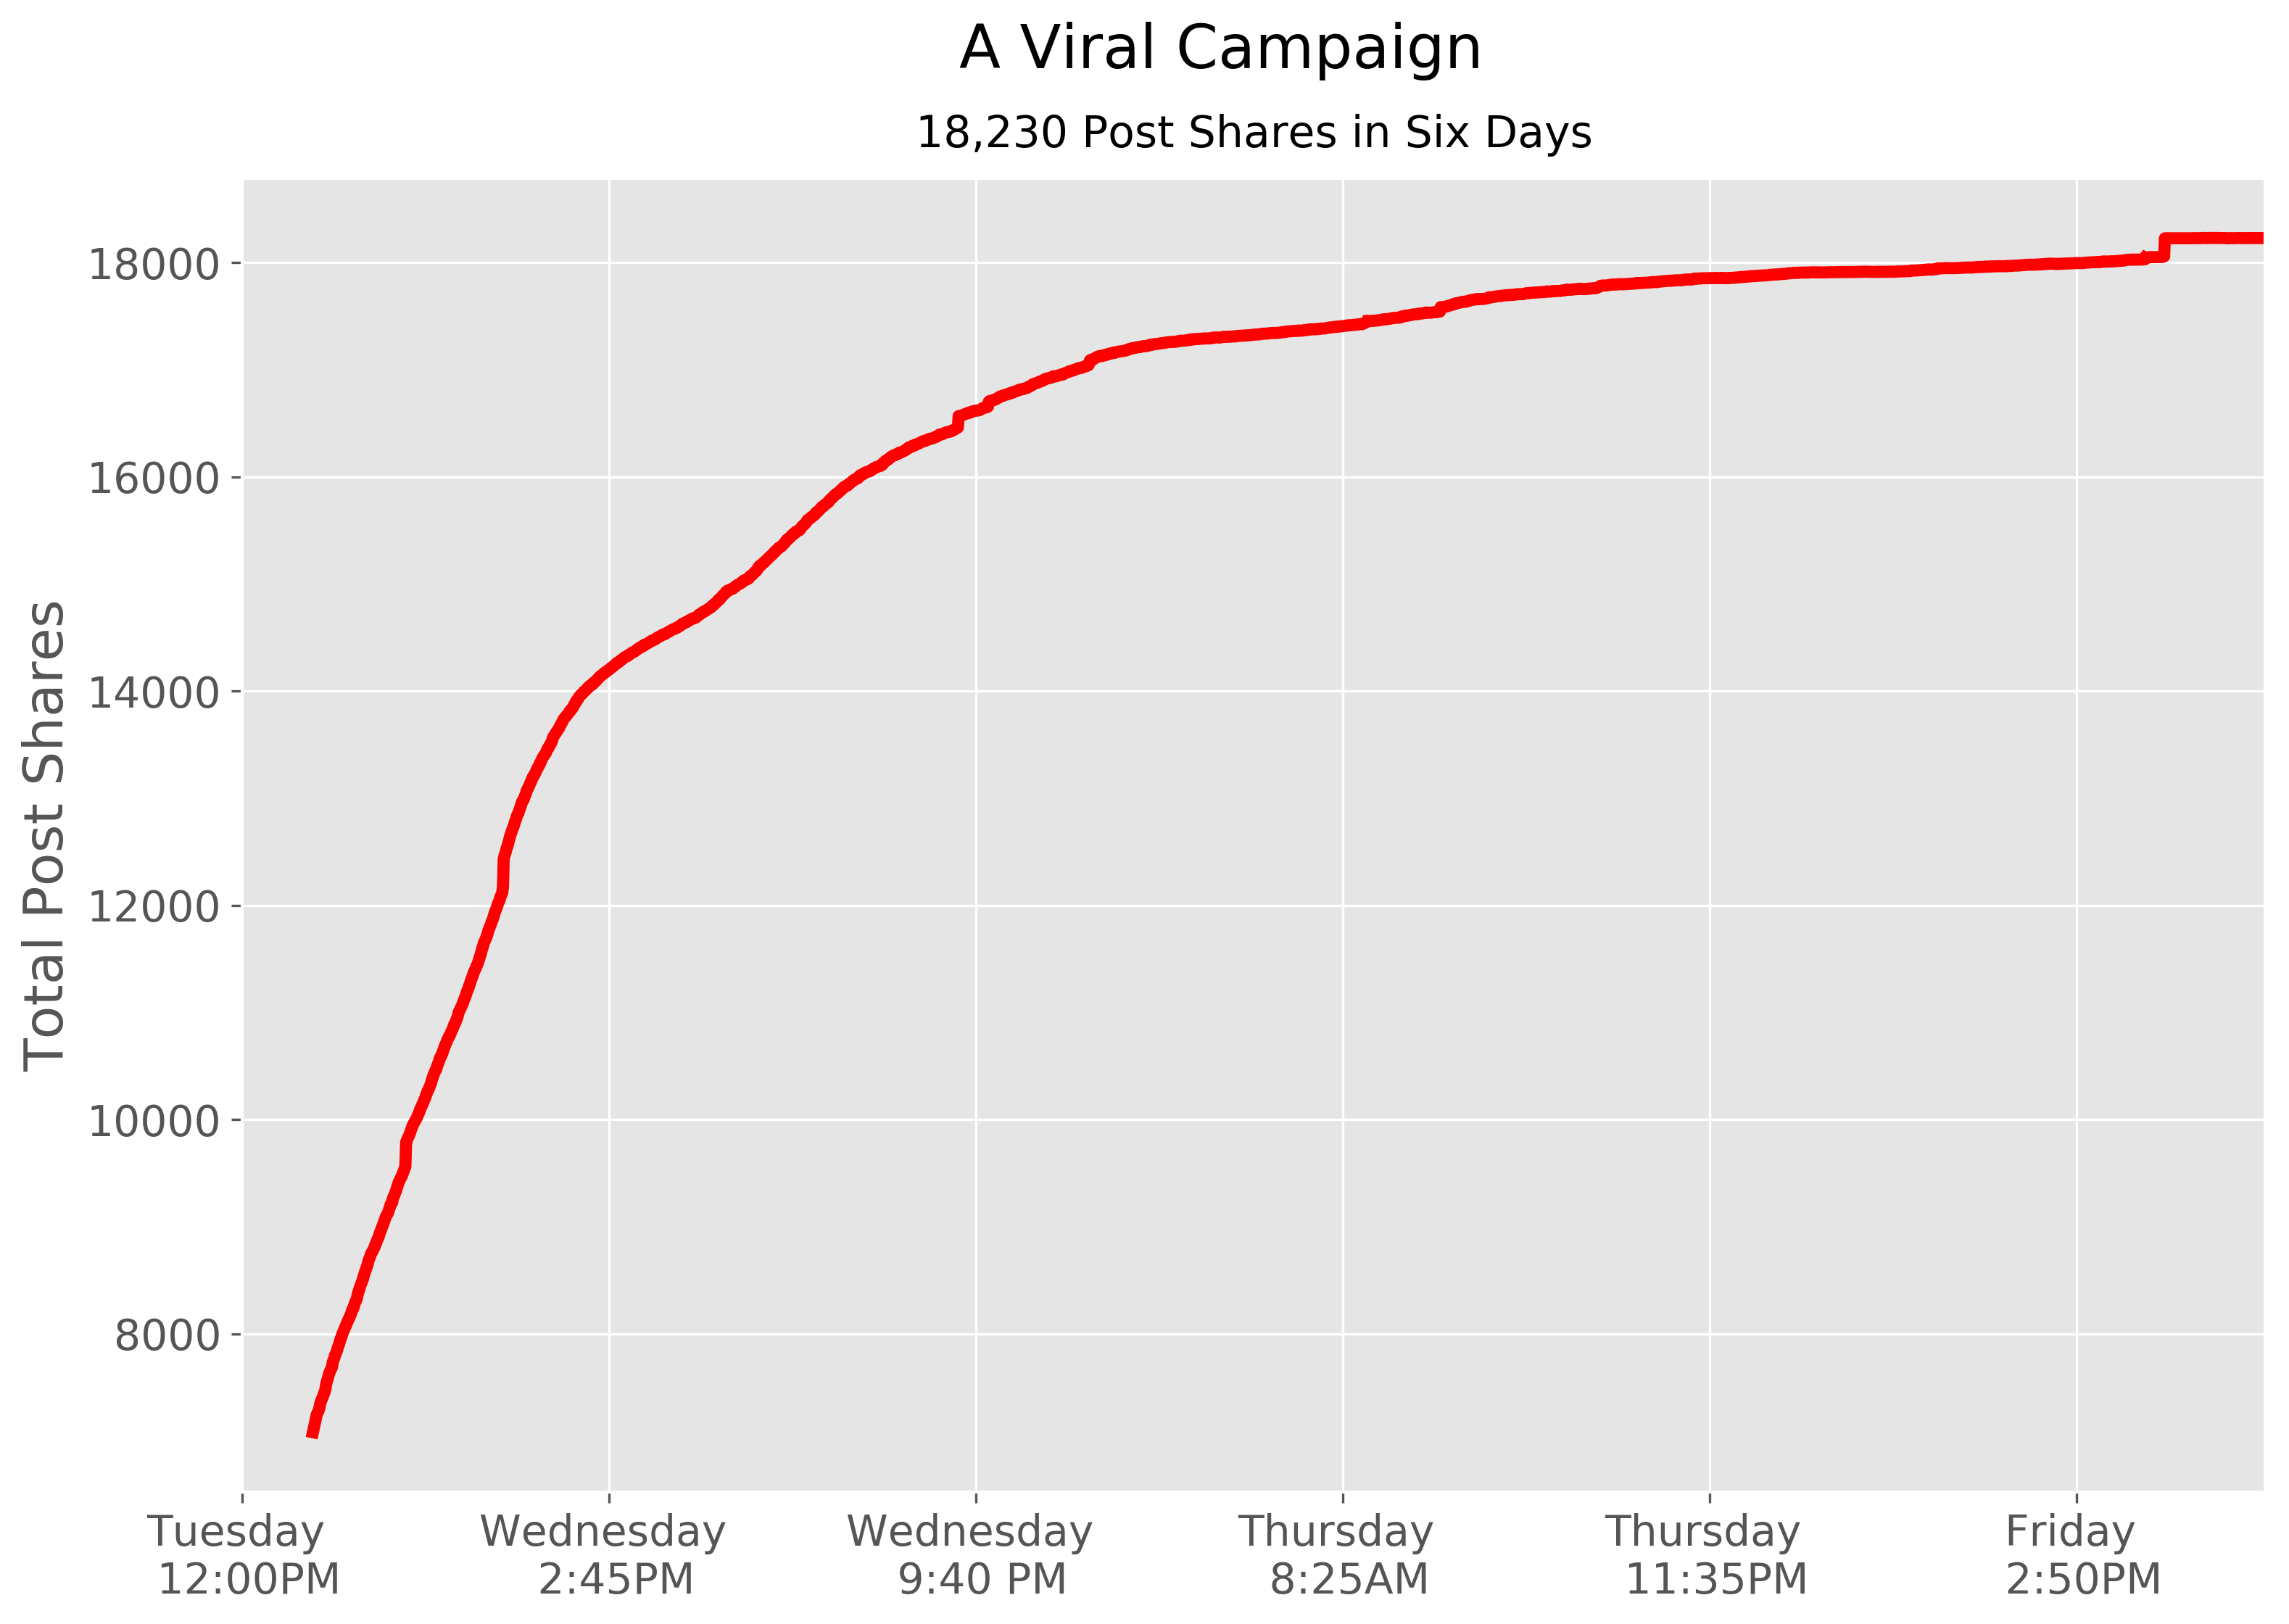 A Viral Campaign
18,230 Post Shares in Six Days
Total Post Shares
18000
16000
14000
12000
10000
8000
Tuesday
12:00PM
Wednesday
2:45PM
Wednesday
9:40 PM
Thursday
8:25AM
Thursday
11:35PM
Friday
2:50PM